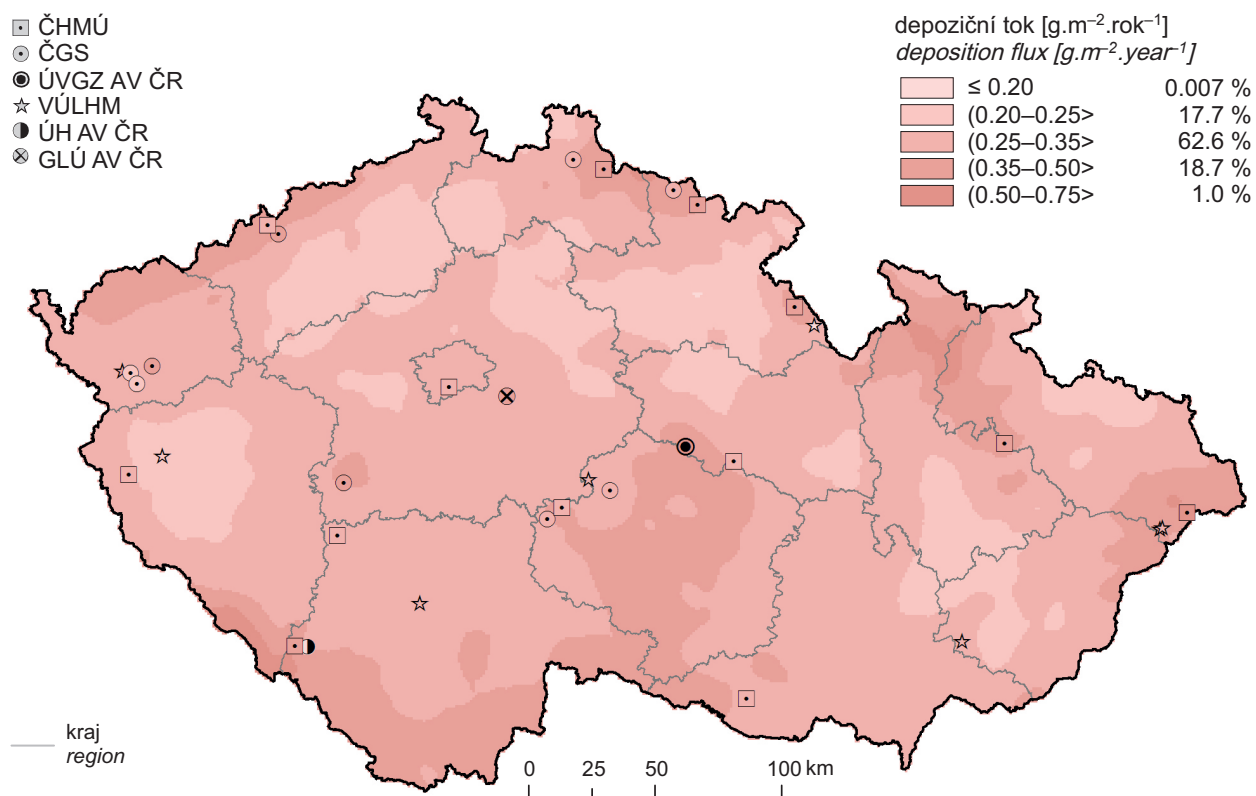 ČHMÚ
ČGS
ÚVGZ AV ČR
VÚLHM
ÚH AV ČR
GLÚ AV ČR
depoziční tok [g.m⁻².rok⁻¹]
deposition flux [g.m⁻².year⁻¹]
≤ 0.20 0.007 %
(0.20–0.25> 17.7 %
(0.25–0.35> 62.6 %
(0.35–0.50> 18.7 %
(0.50–0.75> 1.0 %
kraj
region
0 25 50 100 km